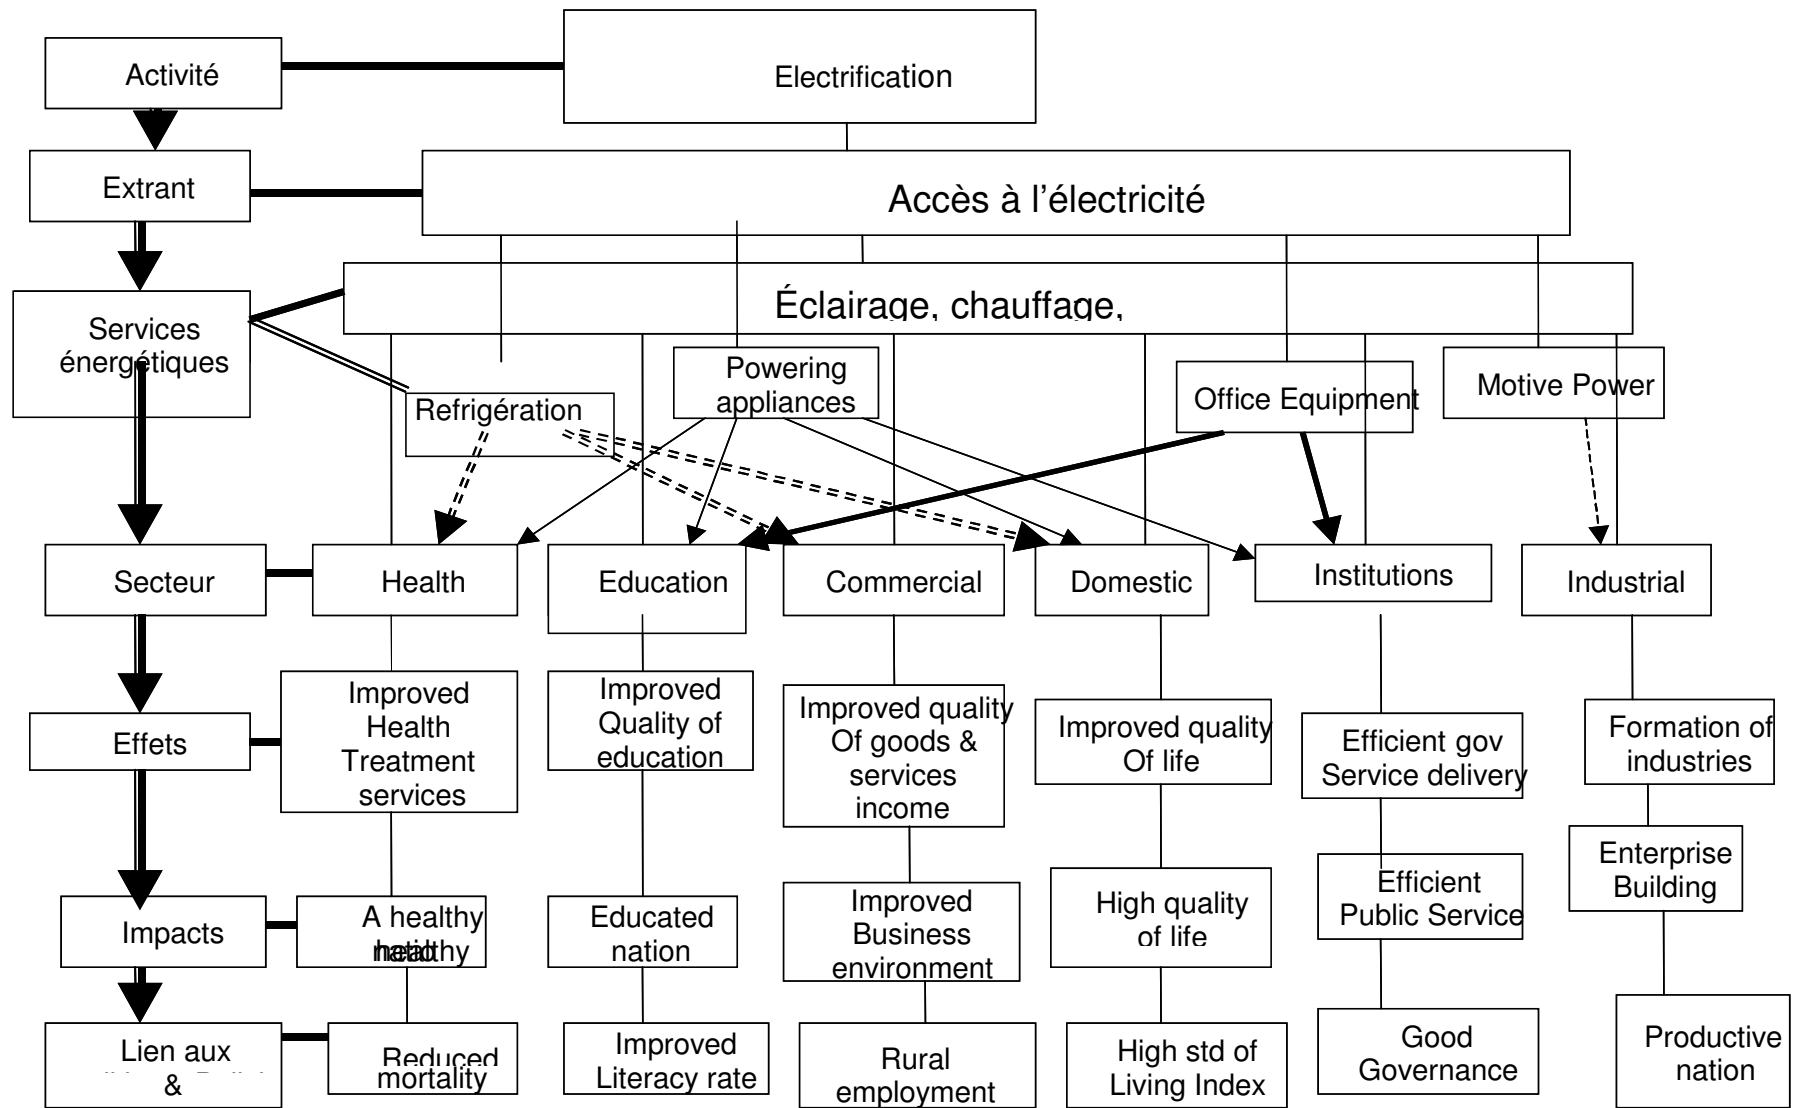 Activité
Electrification
Extrant
Accès à l’électricité
Services
énergétiques
Éclairage, chauffage,
Refrigération
Powering
appliances
Office Equipment
Motive Power
Secteur
Health
Education
Commercial
Domestic
Institutions
Industrial
Effets
Improved
Health
Treatment
services
Improved
Quality of
education
Improved quality
Of goods &
services
income
Improved quality
Of life
Efficient gov
Service delivery
Formation of
industries
Impacts
A healthy
healthy
Educated
nation
Improved
Business
environment
High quality
of life
Efficient
Public Service
Enterprise
Building
Lien aux
&
Reduced
mortality
Improved
Literacy rate
Rural
employment
High std of
Living Index
Good
Governance
Productive
nation